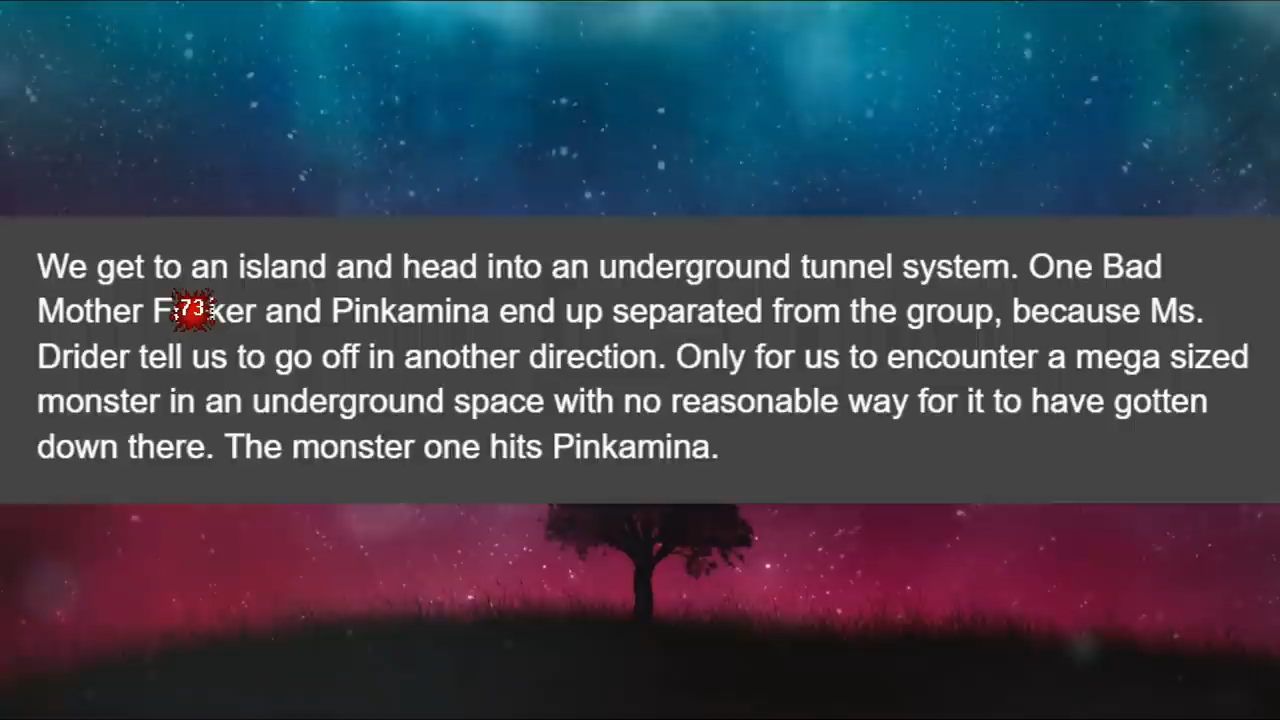 We get to an island and head into an underground tunnel system. One Bad
Mother F73ker and Pinkamina end up separated from the group, because Ms.
Drider tell us to go off in another direction. Only for us to encounter a mega sized
monster in an underground space with no reasonable way for it to have gotten
down there. The monster one hits Pinkamina.